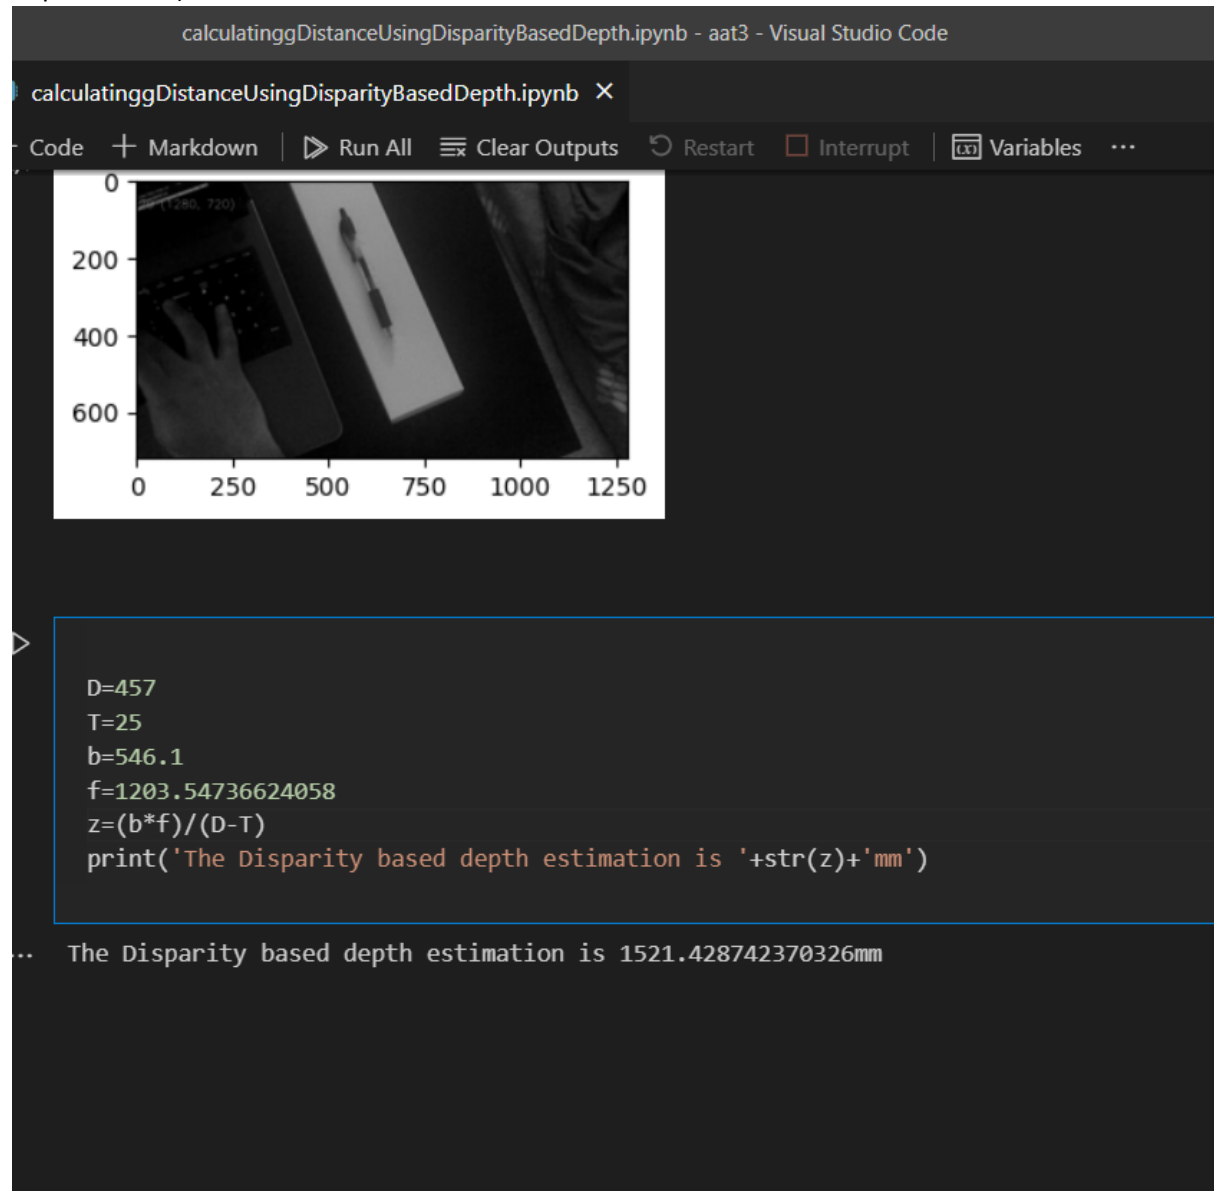 calculatinggDistanceUsingDisparityBasedDepth.ipynb - aat3 - Visual Studio Code
calculatinggDistanceUsingDisparityBasedDepth.ipynb ×
Code + Markdown | Run All Clear Outputs Restart Interrupt | Variables ...
0
(1280, 720)
200
400
600
0 250 500 750 1000 1250
D=457
T=25
b=546.1
f=1203.54736624058
z=(b*f)/(D-T)
print('The Disparity based depth estimation is '+str(z)+'mm')
... The Disparity based depth estimation is 1521.428742370326mm